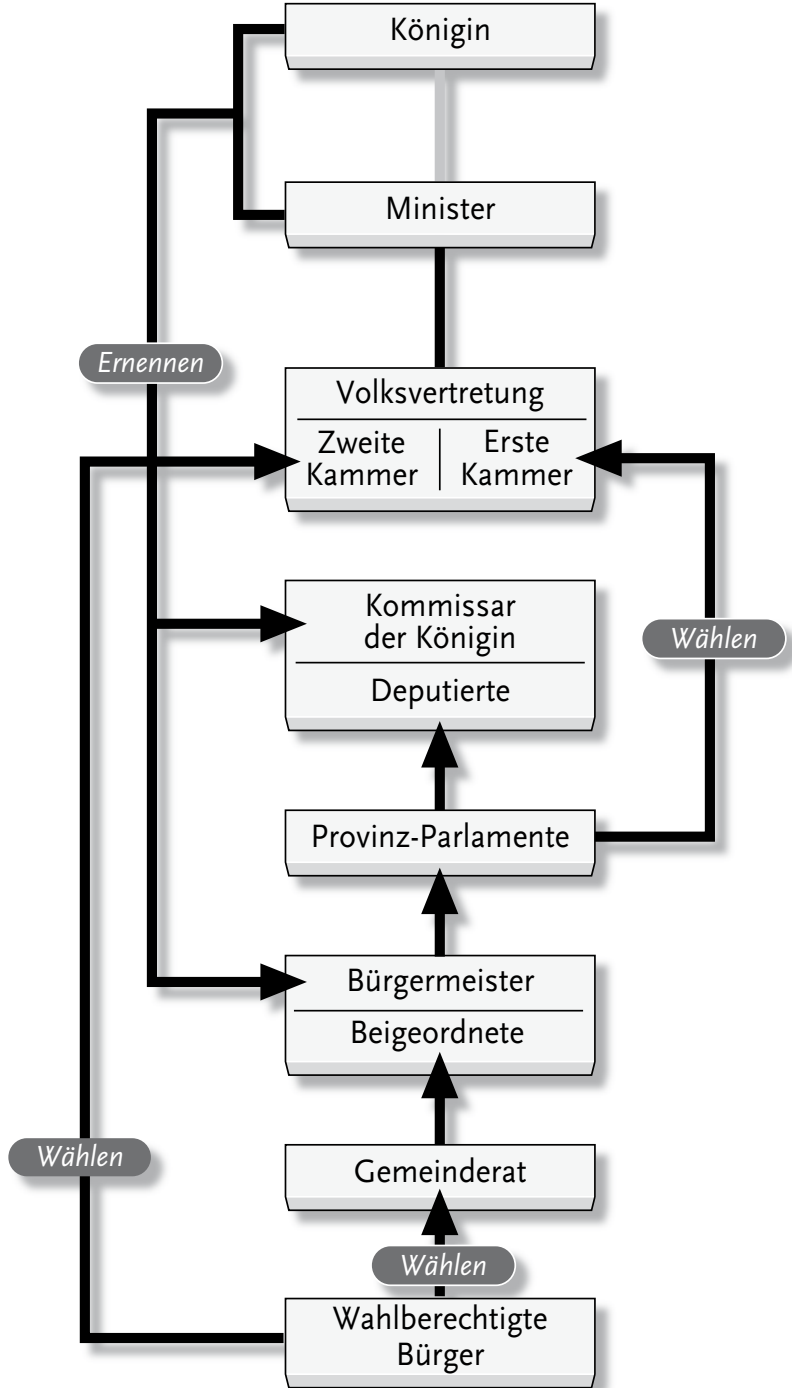 Königin
Minister
Ernennen
Volksvertretung
Zweite
Kammer
Erste
Kammer
Kommissar
der Königin
Deputierte
Wählen
Provinz-Parlamente
Bürgermeister
Beigeordnete
Wählen
Gemeinderat
Wählen
Wahlberechtigte
Bürger